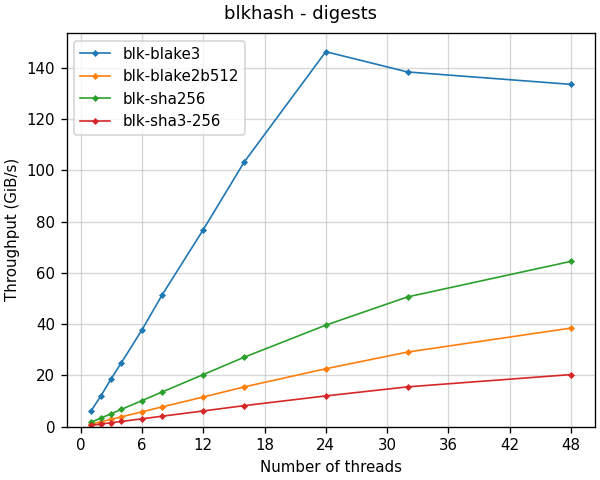 blkhash - digests
blk-blake3
blk-blake2b512
blk-sha256
blk-sha3-256
Throughput (GiB/s)
140
120
100
80
60
40
20
0
0 6 12 18 24 30 36 42 48
Number of threads